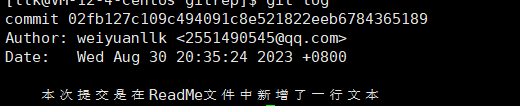 [llk@VM-12-4-centos gitrep]$ git log
commit 02fb127c109c494091c8e521822eeb6784365189
Author: weiyuanllk <2551490545@qq.com>
Date:   Wed Aug 30 20:35:24 2023 +0800
本次提交是在ReadMe文件中新增了一行文本